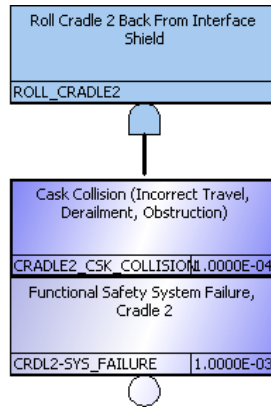 Roll Cradle 2 Back From Interface
Shield
ROLL_CRADLE2
Cask Collision (Incorrect Travel,
Derailment, Obstruction)
CRADLE2_CSK_COLLISION 1.0000E-04
Functional Safety System Failure,
Cradle 2
CRDL2-SYS_FAILURE 1.0000E-03